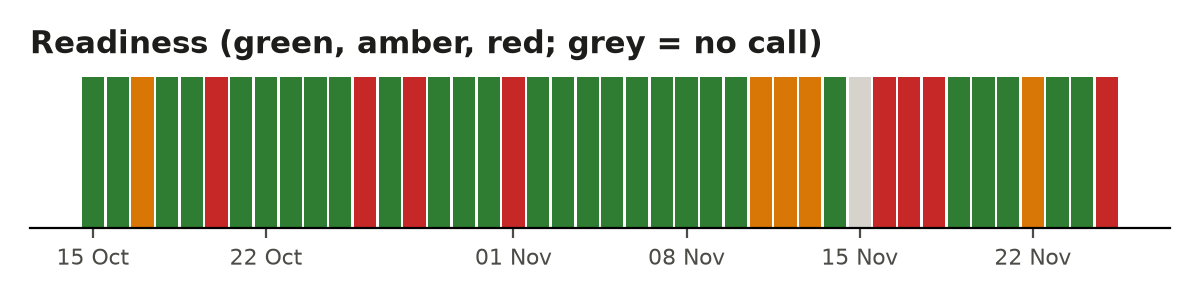 Readiness (green, amber, red; grey = no call)
15 Oct 22 Oct 01 Nov 08 Nov 15 Nov 22 Nov